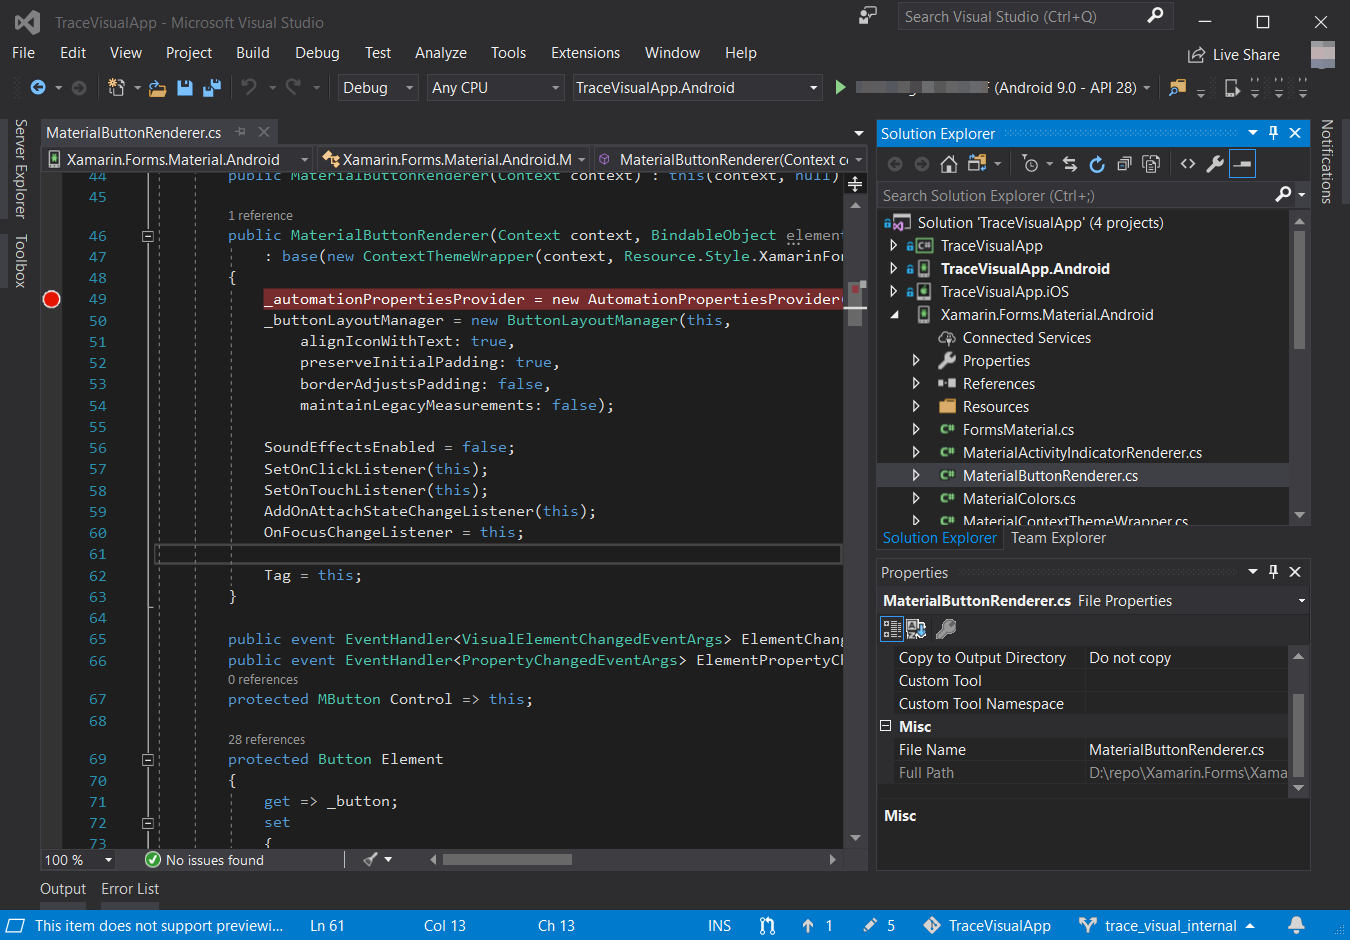 TraceVisualApp - Microsoft Visual Studio
Search Visual Studio (Ctrl+Q)
File Edit View Project Build Debug Test Analyze Tools Extensions Window Help
Live Share
Debug Any CPU TraceVisualApp.Android (Android 9.0 - API 28)
Server Explorer
Toolbox
MaterialButtonRenderer.cs
Xamarin.Forms.Material.Android Xamarin.Forms.Material.Android.M MaterialButtonRenderer(Context c
44 public MaterialButtonRenderer(Context context) : this(context, null)
45
1 reference
46 public MaterialButtonRenderer(Context context, BindableObject element
47 : base(new ContextThemeWrapper(context, Resource.Style.XamarinFor
48 {
49 _automationPropertiesProvider = new AutomationPropertiesProvider(
50 _buttonLayoutManager = new ButtonLayoutManager(this,
51 alignIconWithText: true,
52 preserveInitialPadding: true,
53 borderAdjustsPadding: false,
54 maintainLegacyMeasurements: false);
55
56 SoundEffectsEnabled = false;
57 SetOnClickListener(this);
58 SetOnTouchListener(this);
59 AddOnAttachStateChangeListener(this);
60 OnFocusChangeListener = this;
61
62 Tag = this;
63 }
64
65 public event EventHandler<VisualElementChangedEventArgs> ElementChang
66 public event EventHandler<PropertyChangedEventArgs> ElementPropertyCh
0 references
67 protected MButton Control => this;
68
28 references
69 protected Button Element
70 {
71 get => _button;
72 set
73 {
100 % No issues found
Output Error List
Solution Explorer
Search Solution Explorer (Ctrl+;)
Solution 'TraceVisualApp' (4 projects)
C# TraceVisualApp
TraceVisualApp.Android
TraceVisualApp.iOS
Xamarin.Forms.Material.Android
Connected Services
Properties
References
Resources
C# FormsMaterial.cs
C# MaterialActivityIndicatorRenderer.cs
C# MaterialButtonRenderer.cs
C# MaterialColors.cs
C# MaterialContextThemeWrapper.cs
Solution Explorer Team Explorer
Notifications
Properties
MaterialButtonRenderer.cs File Properties
Copy to Output Directory Do not copy
Custom Tool
Custom Tool Namespace
Misc
File Name MaterialButtonRenderer.cs
Full Path D:\repo\Xamarin.Forms\Xama
Misc
This item does not support previewi... Ln 61 Col 13 Ch 13 INS 1 5 TraceVisualApp trace_visual_internal